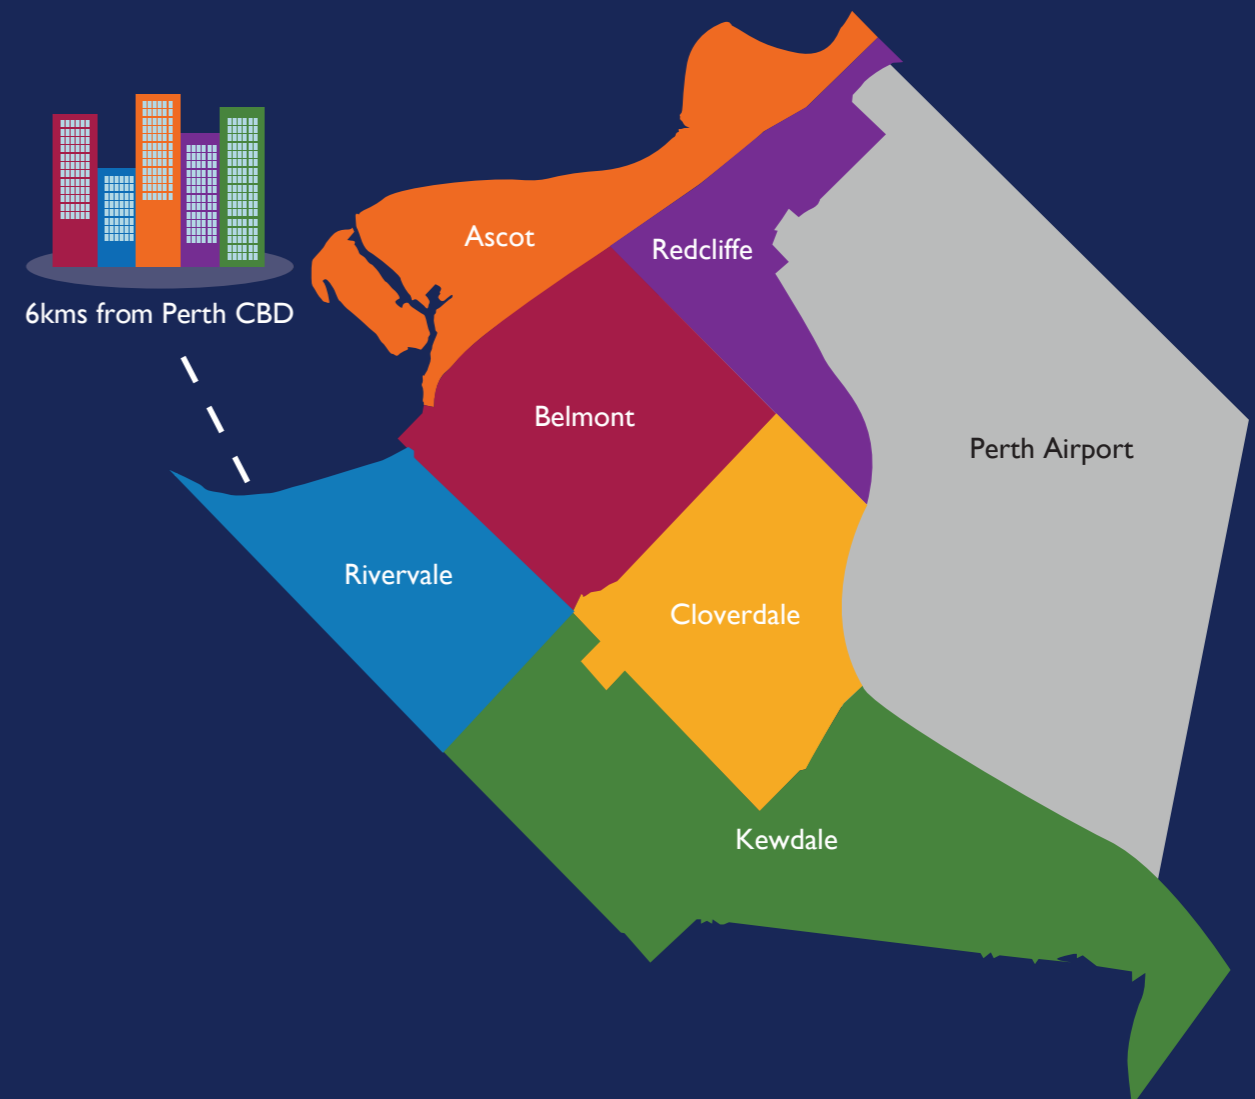 Ascot
Redcliffe
6kms from Perth CBD
Belmont
Perth Airport
Rivervale
Cloverdale
Kewdale